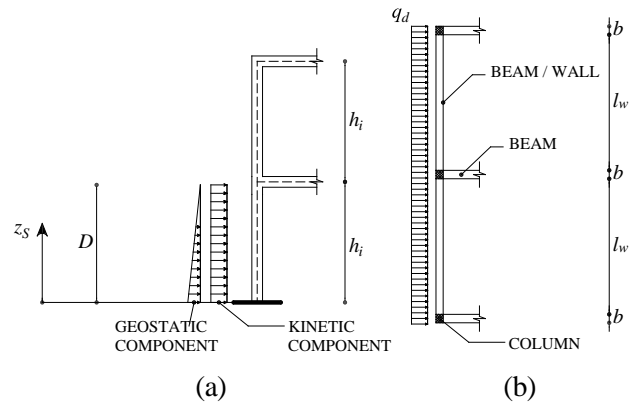 z_S
D
GEOSTATIC
COMPONENT
KINETIC
COMPONENT
h_i
h_i
(a)
q_d
BEAM / WALL
BEAM
COLUMN
b
l_w
b
l_w
b
(b)